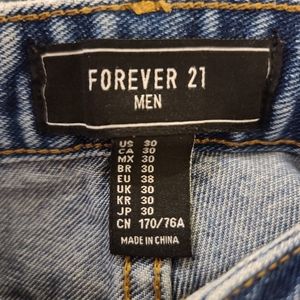 FOREVER 21
MEN
US 30
CA 30
MX 30
BR 30
EU 38
UK 30
KR 30
JP 30
CN 170/76A
MADE IN CHINA